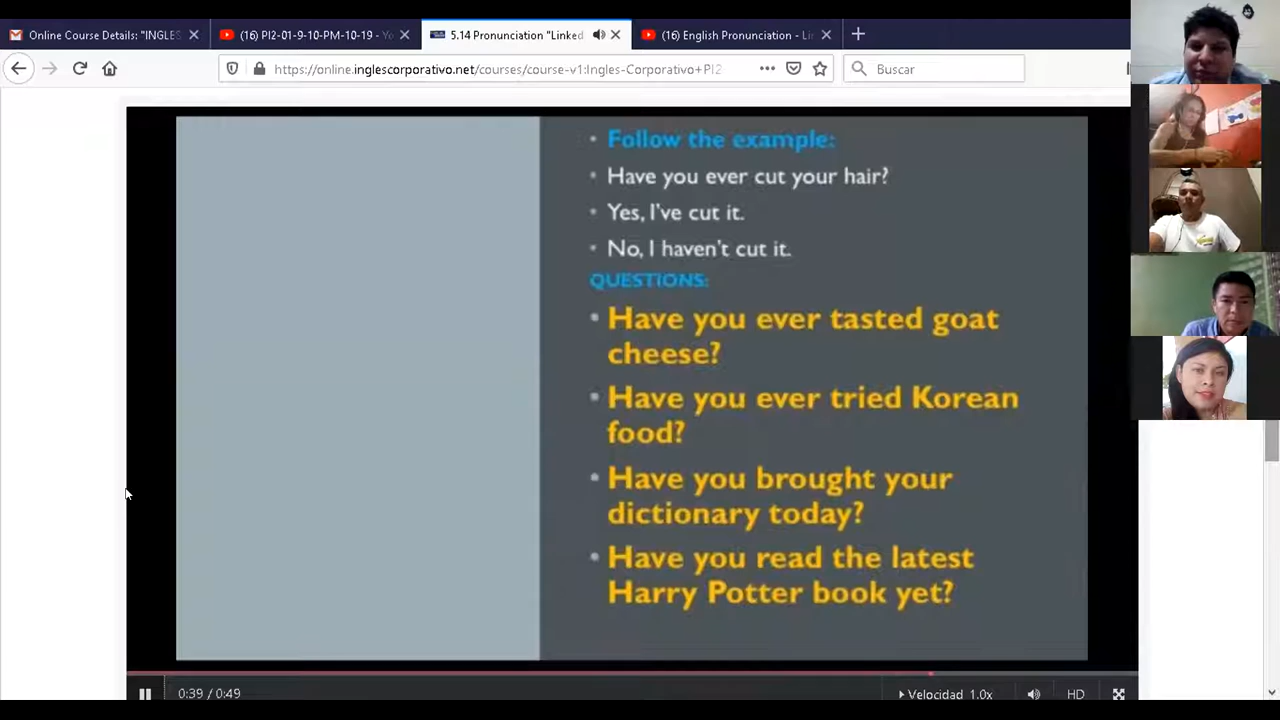 Online Course Details: "INGLES
(16) PI2-01-9-10-PM-10-19 - Yo
5.14 Pronunciation "Linked
(16) English Pronunciation - Li
https://online.inglescorporativo.net/courses/course-v1:Ingles-Corporativo+PI2
Buscar
• Follow the example:
• Have you ever cut your hair?
• Yes, I've cut it.
• No, I haven't cut it.
QUESTIONS:
• Have you ever tasted goat
cheese?
• Have you ever tried Korean
food?
• Have you brought your
dictionary today?
• Have you read the latest
Harry Potter book yet?
0:39 / 0:49
Velocidad 1.0x
HD